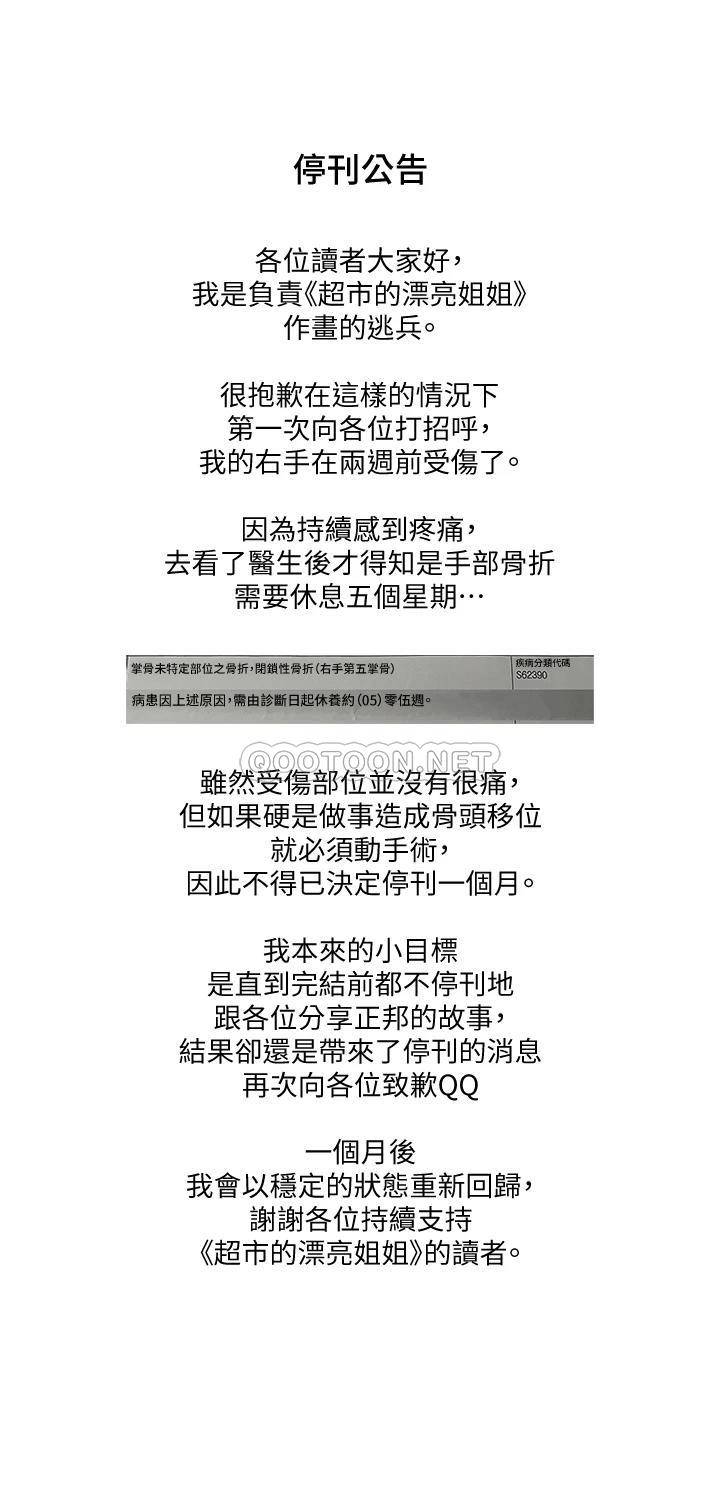 停刊公告
各位讀者大家好，
我是負責《超市的漂亮姐姐》
作畫的逃兵。
很抱歉在這樣的情況下
第一次向各位打招呼，
我的右手在兩週前受傷了。
因為持續感到疼痛，
去看了醫生後才得知是手部骨折
需要休息五個星期…
掌骨未特定部位之骨折，閉鎖性骨折（右手第五掌骨）
疾病分類代碼
S62390
病患因上述原因，需由診斷日起休養約（05）零伍週。
QOOTOON.NET
雖然受傷部位並沒有很痛，
但如果硬是做事造成骨頭移位
就必須動手術，
因此不得已決定停刊一個月。
我本來的小目標
是直到完結前都不停刊地
跟各位分享正邦的故事，
結果卻還是帶來了停刊的消息
再次向各位致歉QQ
一個月後
我會以穩定的狀態重新回歸，
謝謝各位持續支持
《超市的漂亮姐姐》的讀者。